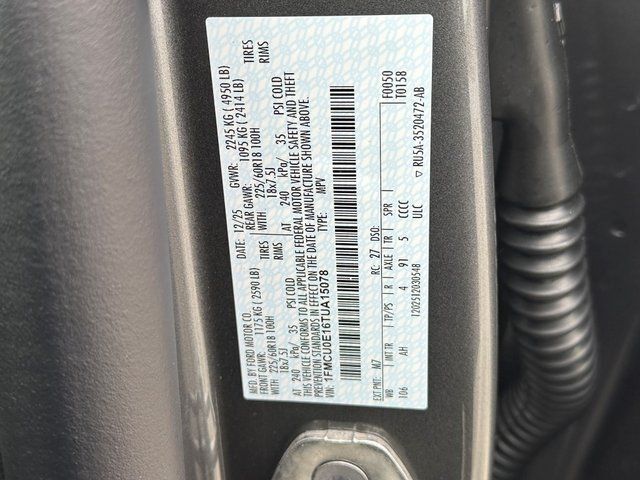 MFD. BY FORD MOTOR CO. DATE: 12/25 GVWR: 2245 KG ( 4950 LB)
FRONT GAWR: 1175 KG ( 2590 LB) REAR GAWR: 1095 KG ( 2414 LB)
WITH 225/60R18 100H TIRES WITH 225/60R18 100H TIRES
18x7.5J RIMS 18x7.5J RIMS
AT 240 kPa/ 35 PSI COLD AT 240 kPa/ 35 PSI COLD
THIS VEHICLE CONFORMS TO ALL APPLICABLE FEDERAL MOTOR VEHICLE SAFETY AND THEFT
PREVENTION STANDARDS IN EFFECT ON THE DATE OF MANUFACTURE SHOWN ABOVE.
VIN: 1FMCU0E16TUA15078 TYPE: MPV
F0050
T0158
EXT PNT: M7 RC: 27 DSO:
WB INT TR TP/PS R AXLE TR SPR
106 AH 4 91 5 CCCC
1202512030548 ULC ▽ RU5A-3520472-AB